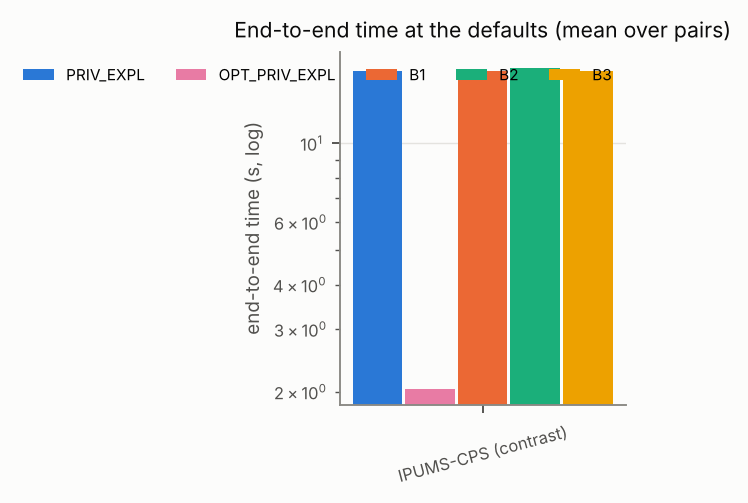 End-to-end time at the defaults (mean over pairs)
PRIV_EXPL OPT_PRIV_EXPL B1 B2 B3
end-to-end time (s, log)
10¹
6 × 10⁰
4 × 10⁰
3 × 10⁰
2 × 10⁰
IPUMS-CPS (contrast)